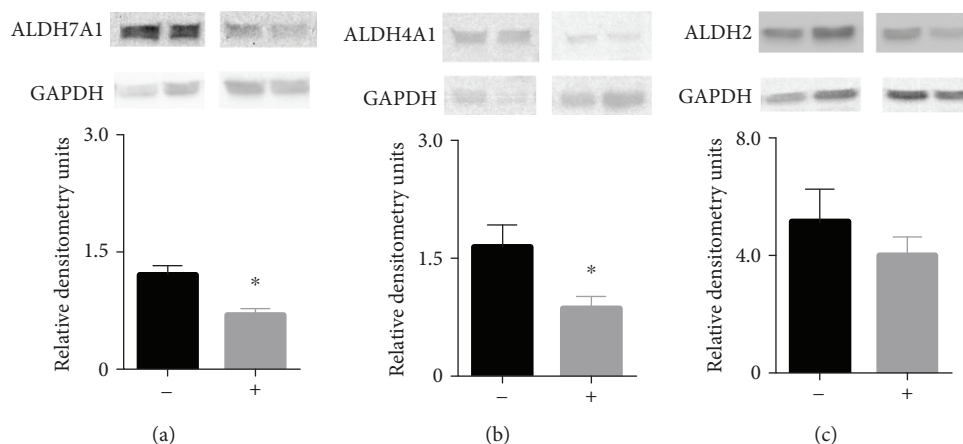 ALDH7A1
GAPDH
Relative densitometry units
3.0
1.5
0
*
– +
(a)
ALDH4A1
GAPDH
Relative densitometry units
3.0
1.5
0
*
– +
(b)
ALDH2
GAPDH
Relative densitometry units
8.0
4.0
0
– +
(c)